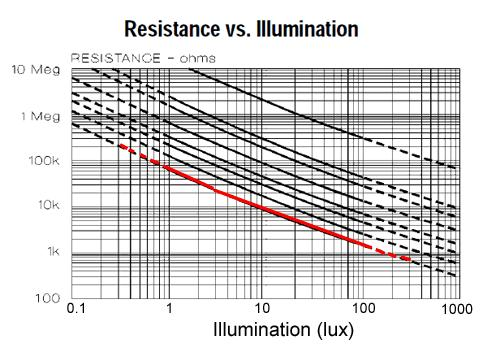 Resistance vs. Illumination
RESISTANCE - ohms
10 Meg
1 Meg
100k
10k
1k
100
0.1 1 10 100 1000
Illumination (lux)